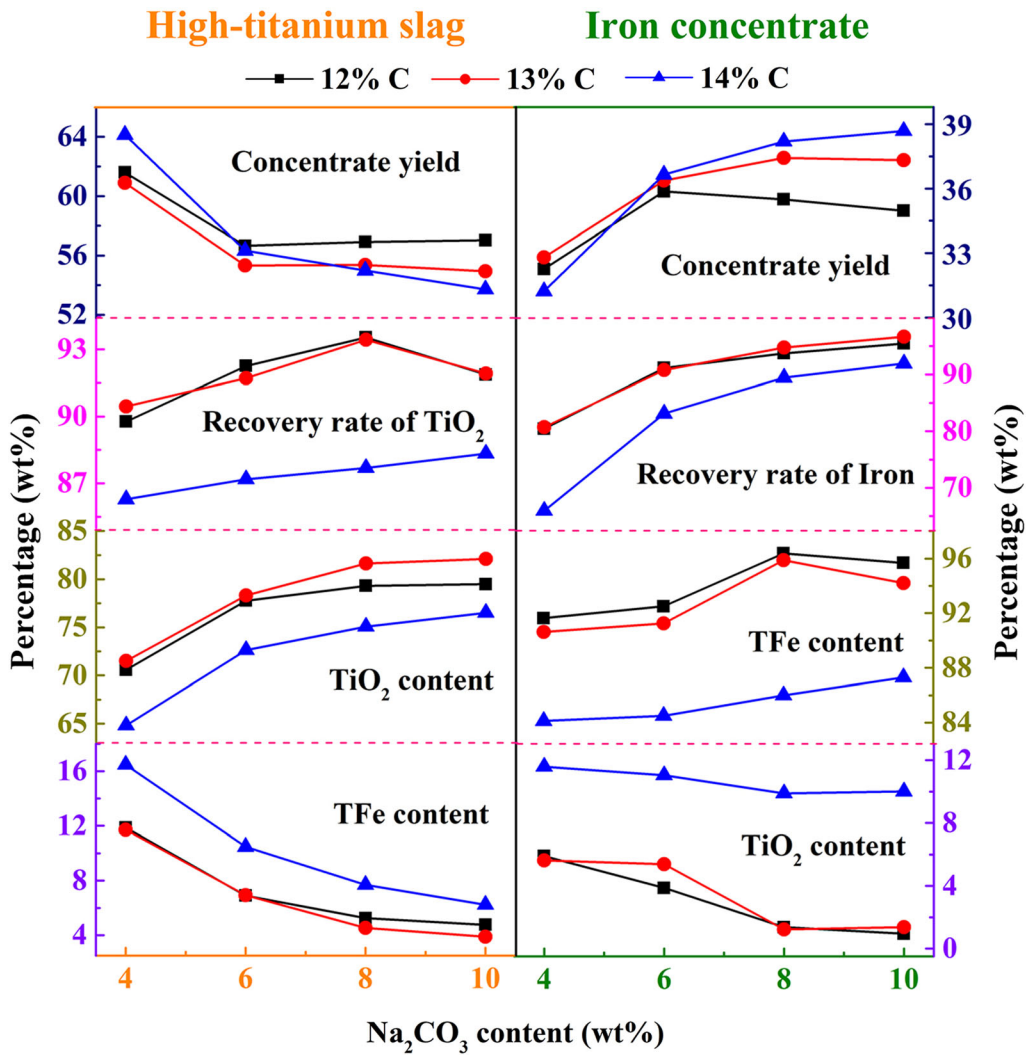 High-titanium slag Iron concentrate
12% C 13% C 14% C
64
60
56
52
Concentrate yield
39
36
33
30
Concentrate yield
93
90
87
Recovery rate of TiO₂
90
80
70
Recovery rate of Iron
85
80
75
70
65
TiO₂ content
96
92
88
84
TFe content
16
12
8
4
TFe content
12
8
4
0
TiO₂ content
Percentage (wt%)
Percentage (wt%)
4 6 8 10 4 6 8 10
Na₂CO₃ content (wt%)